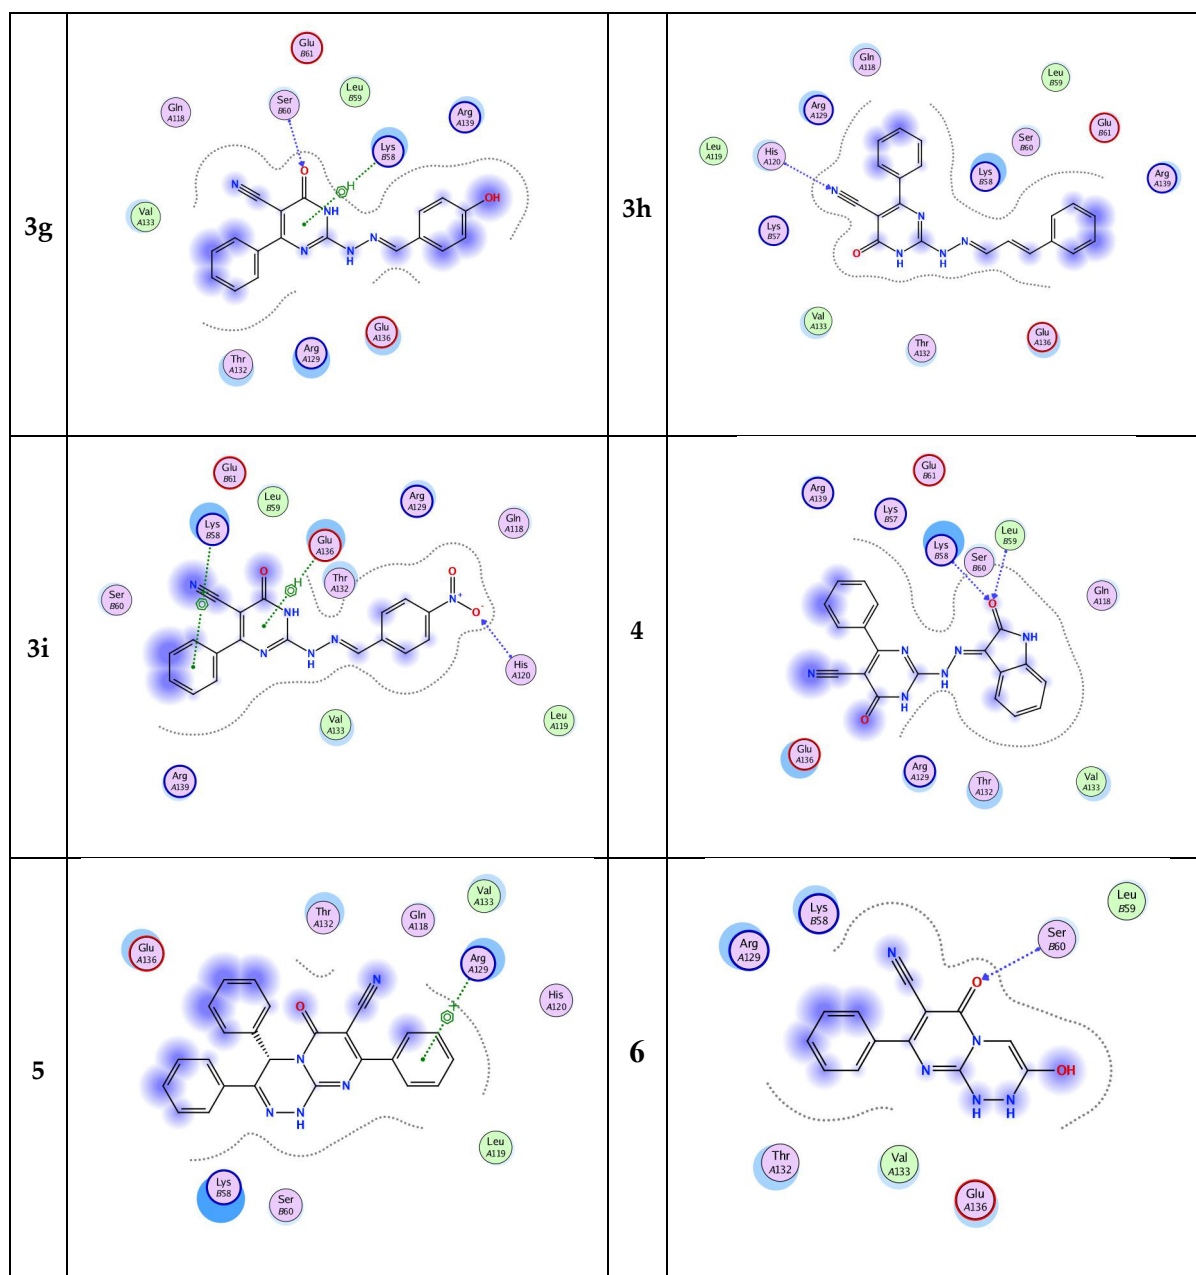 3g
Glu
B61
Leu
B59
Ser
B60
Gln
A118
Arg
A139
Lys
B58
H
O
N
NH
OH
Val
A133
N
N
N
H
Glu
A136
Arg
A129
Thr
A132
3h
Gln
A118
Leu
B59
Arg
A129
Glu
B61
Ser
B60
Leu
A119
His
A120
Lys
B58
Arg
A139
N
N
Lys
B57
O
N
H
N
H
N
Val
A133
Thr
A132
Glu
A136
3i
Glu
B61
Leu
B59
Arg
A129
Lys
B58
Gln
A118
Glu
A136
Thr
A132
H
Ser
B60
N
O
O
N+
O-
NH
N
N
H
N
His
A120
Val
A133
Leu
A119
Arg
A139
4
Glu
B61
Arg
A139
Lys
B57
Lys
B58
Ser
B60
Leu
B59
Gln
A118
O
NH
N
N
N
N
H
N
H
O
Glu
A136
Arg
A129
Thr
A132
Val
A133
5
Val
A133
Thr
A132
Gln
A118
Glu
A136
Arg
A129
His
A120
N
O
N
N
N
N
H
Leu
A119
Lys
B58
Ser
B60
6
Leu
B59
Lys
B58
Ser
B60
Arg
A129
N
O
N
N
OH
NH
NH
Thr
A132
Val
A133
Glu
A136